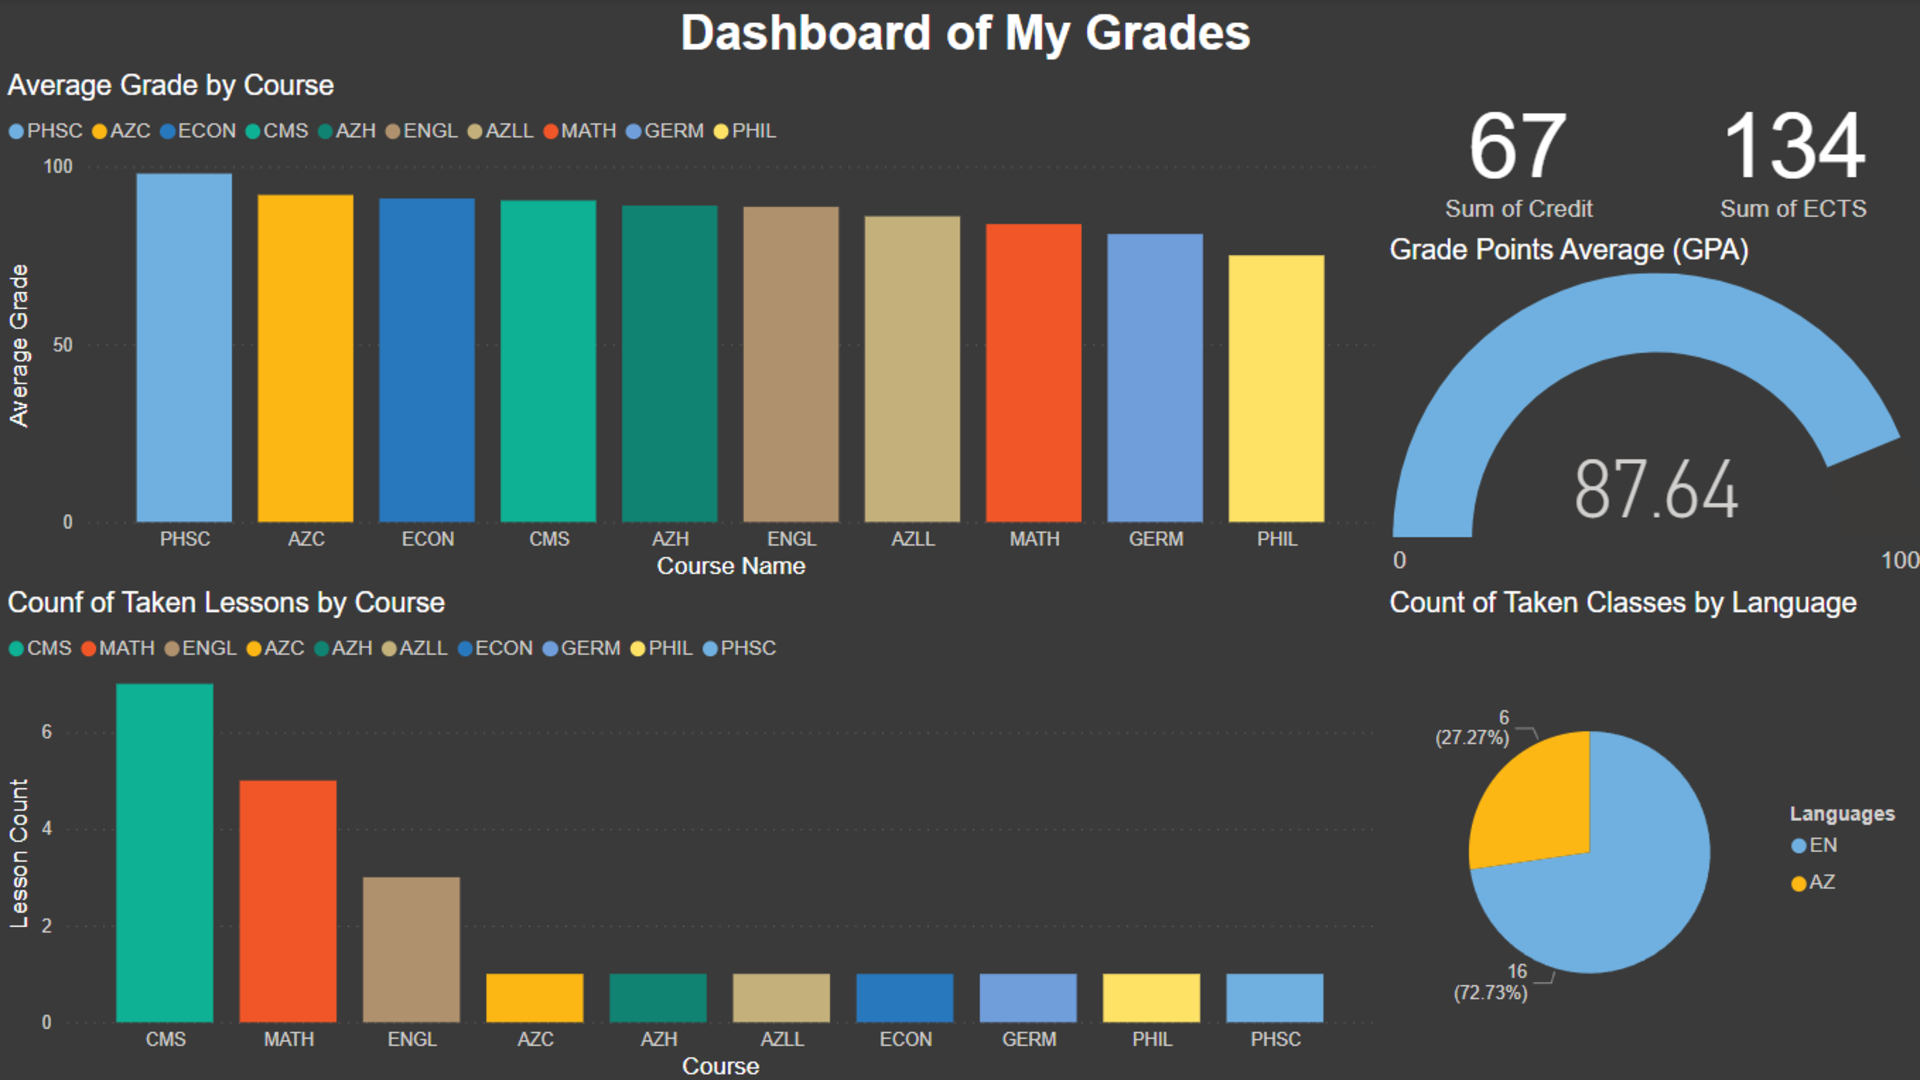 Dashboard of My Grades
Average Grade by Course
PHSC AZC ECON CMS AZH ENGL AZLL MATH GERM PHIL
100
50
0
Average Grade
PHSC AZC ECON CMS AZH ENGL AZLL MATH GERM PHIL
Course Name
67
Sum of Credit
134
Sum of ECTS
Grade Points Average (GPA)
87.64
0 100
Counf of Taken Lessons by Course
CMS MATH ENGL AZC AZH AZLL ECON GERM PHIL PHSC
6
4
2
0
Lesson Count
CMS MATH ENGL AZC AZH AZLL ECON GERM PHIL PHSC
Course
Count of Taken Classes by Language
6
(27.27%)
16
(72.73%)
Languages
EN
AZ